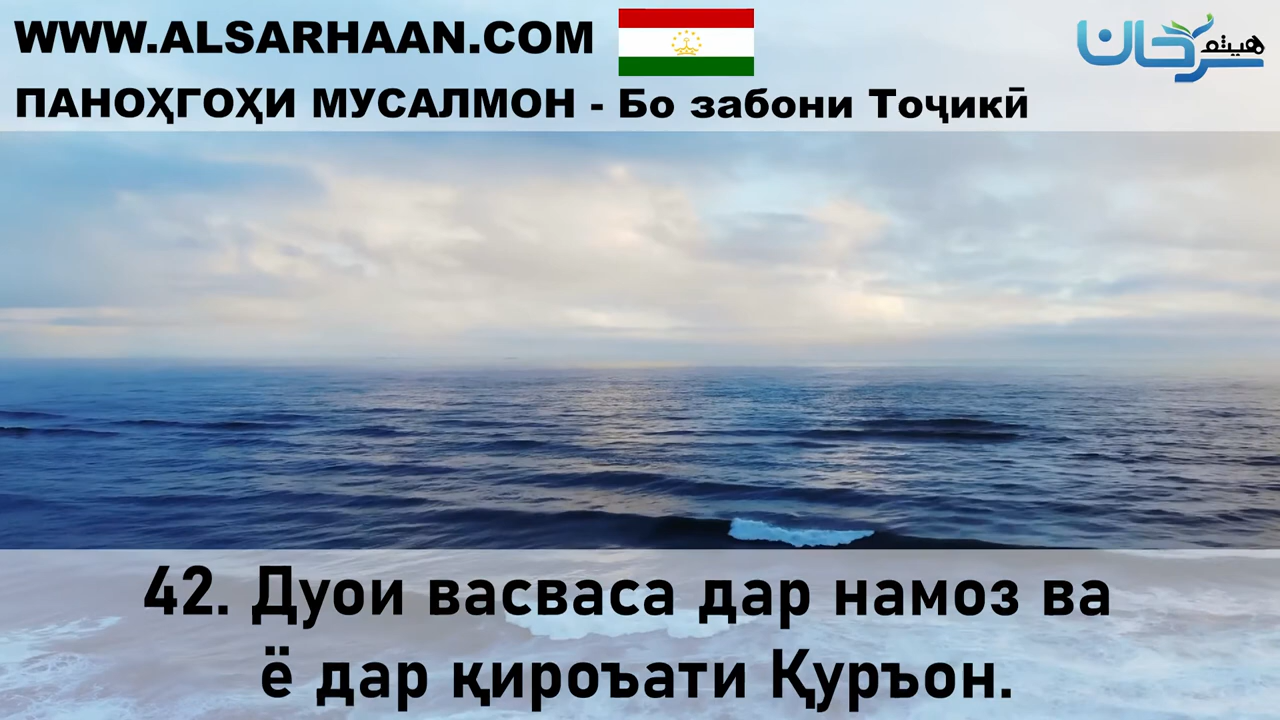 WWW.ALSARHAAN.COM
هيثم
سرحان
ПАНОҲГОҲИ МУСАЛМОН - Бо забони Тоҷикӣ
42. Дуои васваса дар намоз ва
ё дар қироъати Қуръон.